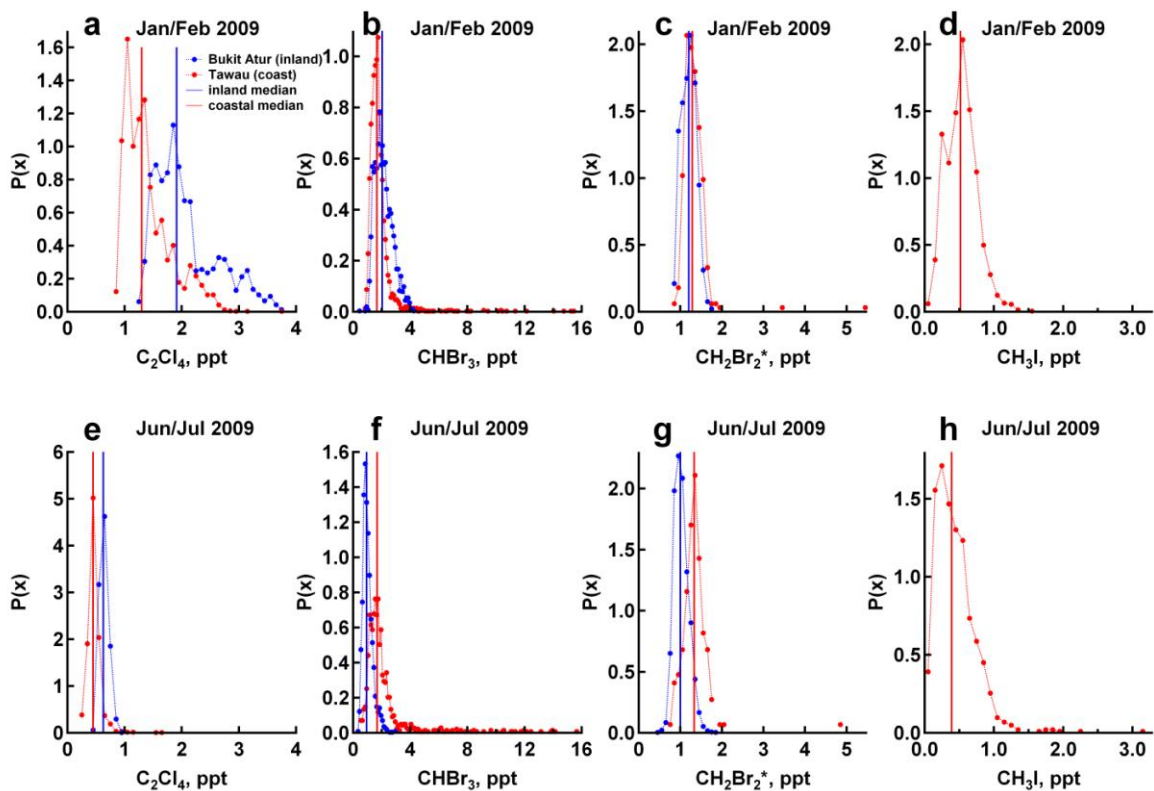 a Jan/Feb 2009
1.6
1.4
1.2
1.0
0.8
0.6
0.4
0.2
0
P(x)
Bukit Atur (inland)
Tawau (coast)
inland median
coastal median
0 1 2 3 4
C₂Cl₄, ppt
b Jan/Feb 2009
1.0
0.8
0.6
0.4
0.2
0.0
P(x)
0 4 8 12 16
CHBr₃, ppt
c Jan/Feb 2009
2.0
1.5
1.0
0.5
0.0
P(x)
0 1 2 3 4 5
CH₂Br₂*, ppt
d Jan/Feb 2009
2.0
1.5
1.0
0.5
0.0
P(x)
0.0 1.0 2.0 3.0
CH₃I, ppt
e Jun/Jul 2009
6
5
4
3
2
1
0
P(x)
0 1 2 3 4
C₂Cl₄, ppt
f Jun/Jul 2009
1.6
1.4
1.2
1.0
0.8
0.6
0.4
0.2
0.0
P(x)
0 4 8 12 16
CHBr₃, ppt
g Jun/Jul 2009
2.0
1.5
1.0
0.5
0.0
P(x)
0 1 2 3 4 5
CH₂Br₂*, ppt
h Jun/Jul 2009
1.5
1.0
0.5
0.0
P(x)
0.0 1.0 2.0 3.0
CH₃I, ppt